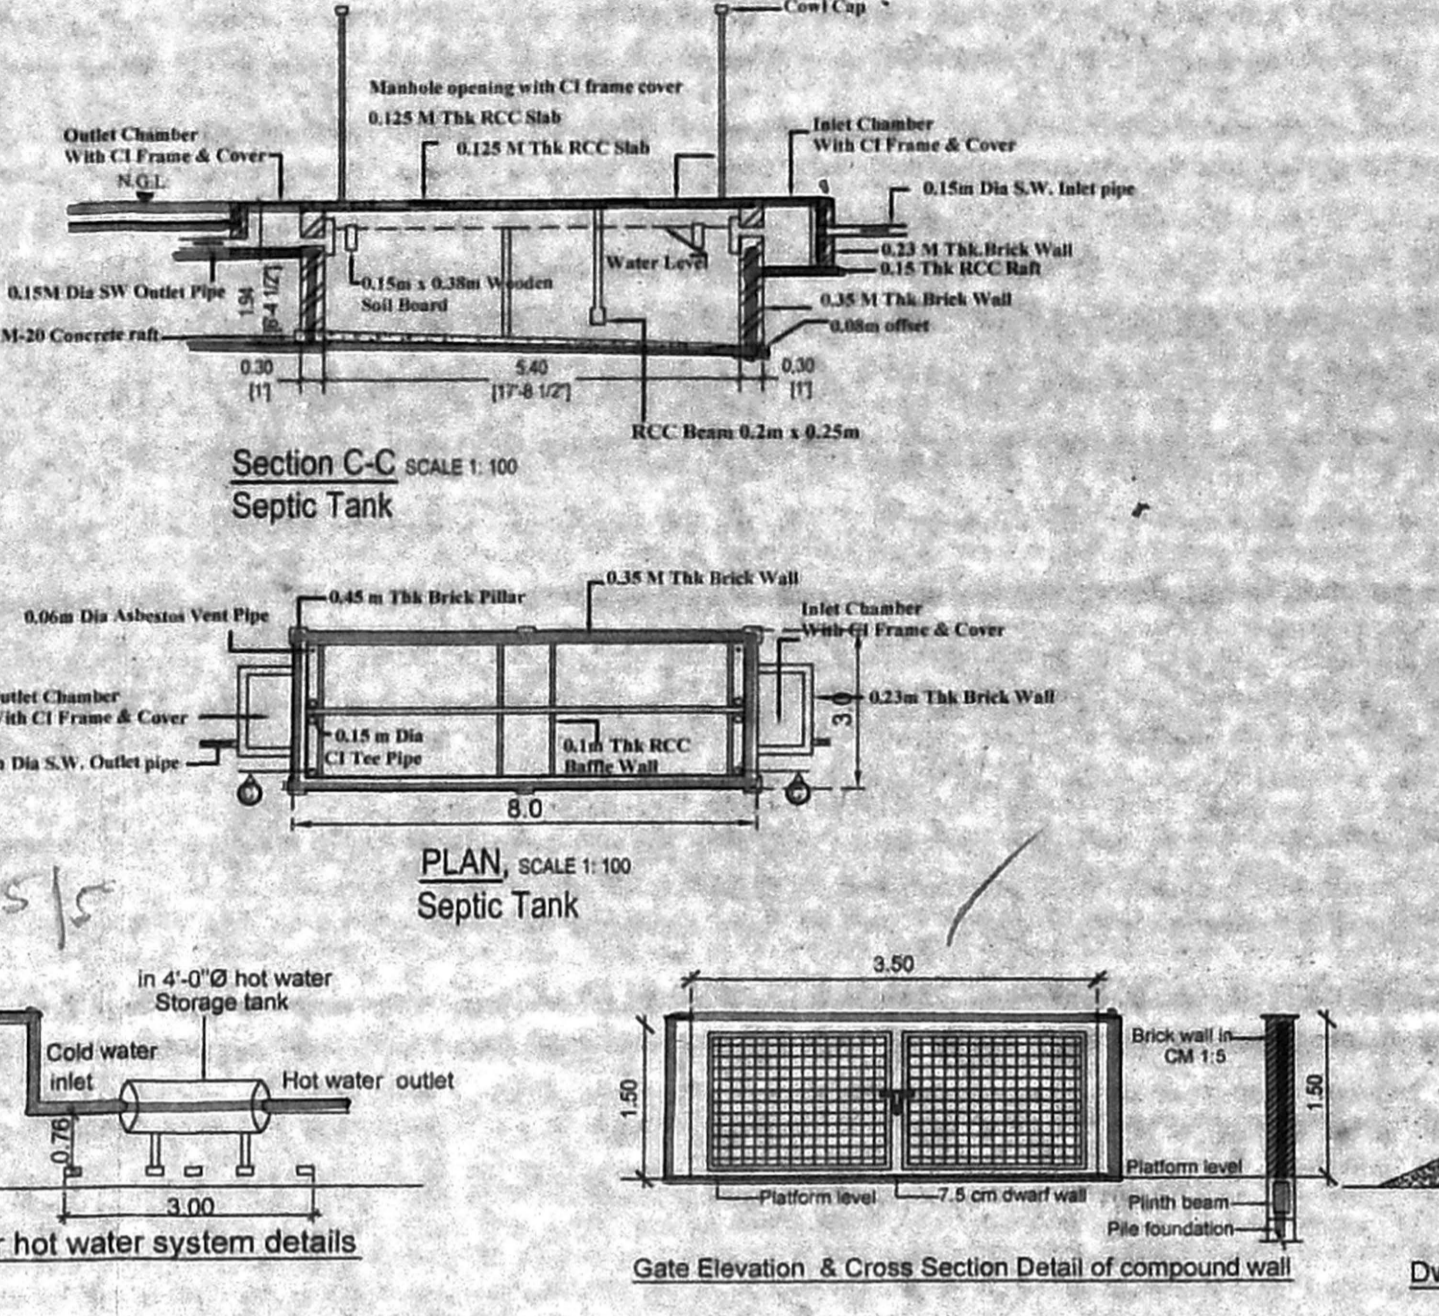 Cowl Cap
Manhole opening with CI frame cover
0.125 M Thk RCC Slab
0.125 M Thk RCC Slab
Outlet Chamber
With CI Frame & Cover
N.G.L.
Inlet Chamber
With CI Frame & Cover
0.15m Dia S.W. Inlet pipe
0.23 M Thk.Brick Wall
0.15 Thk RCC Raft
Water Level
0.15m x 0.38m Wooden
Soil Board
0.15M Dia SW Outlet Pipe
1.94
[6'-4 1/2"]
0.35 M Thk Brick Wall
0.08m offset
M-20 Concrete raft
0.30
[1']
5.40
[17'-8 1/2"]
0.30
[1']
RCC Beam 0.2m x 0.25m
Section C-C SCALE 1: 100
Septic Tank
0.35 M Thk Brick Wall
0.45 m Thk Brick Pillar
0.06m Dia Asbestos Vent Pipe
Inlet Chamber
With CI Frame & Cover
utlet Chamber
ith CI Frame & Cover
0.23m Thk Brick Wall
3.0
0.15 m Dia
CI Tee Pipe
0.1m Thk RCC
Baffle Wall
Dia S.W. Outlet pipe
C
C
8.0
PLAN, SCALE 1: 100
Septic Tank
5/5
in 4'-0"Ø hot water
Storage tank
Cold water
inlet
Hot water outlet
0.76
3.00
r hot water system details
3.50
1.50
Brick wall in
CM 1:5
1.50
Platform level
Platform level
7.5 cm dwarf wall
Plinth beam
Pile foundation
Gate Elevation & Cross Section Detail of compound wall